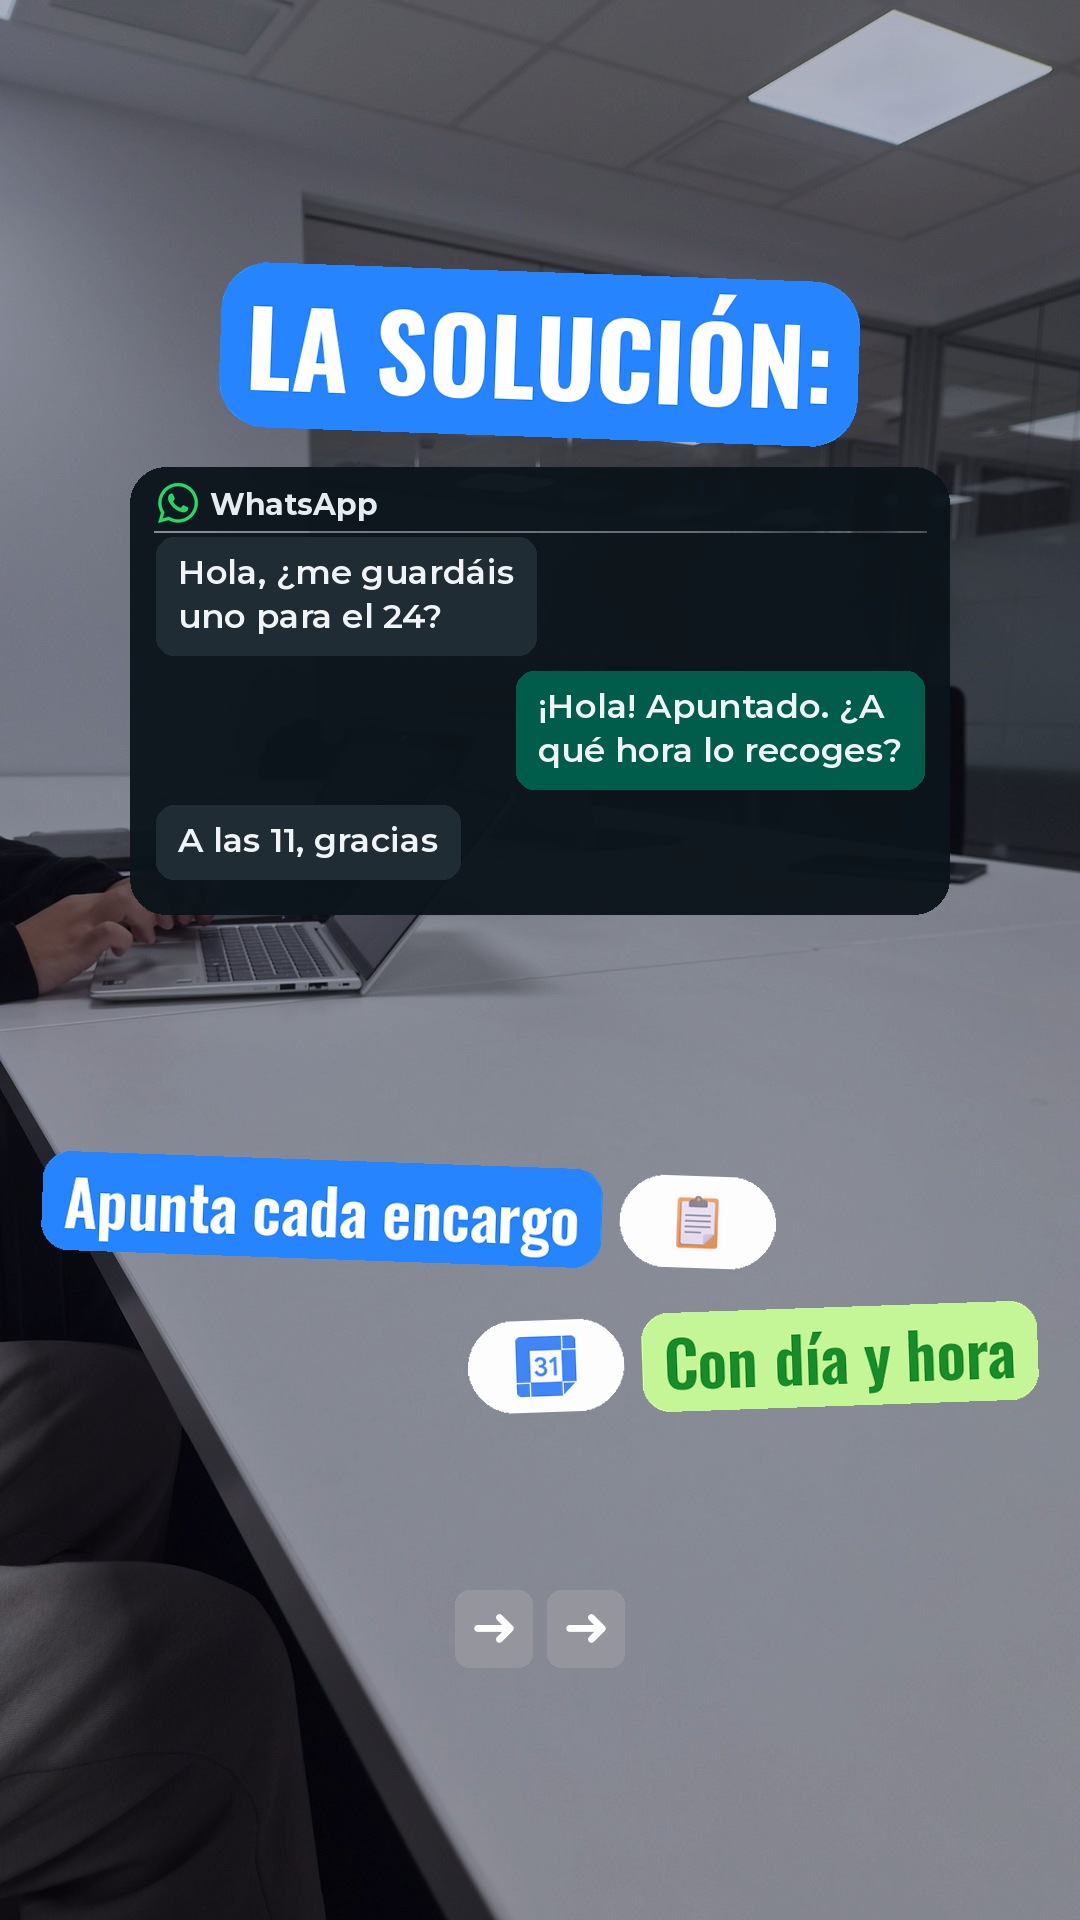 LA SOLUCIÓN:
WhatsApp
Hola, ¿me guardáis
uno para el 24?
¡Hola! Apuntado. ¿A
qué hora lo recoges?
A las 11, gracias
Apunta cada encargo
31
Con día y hora